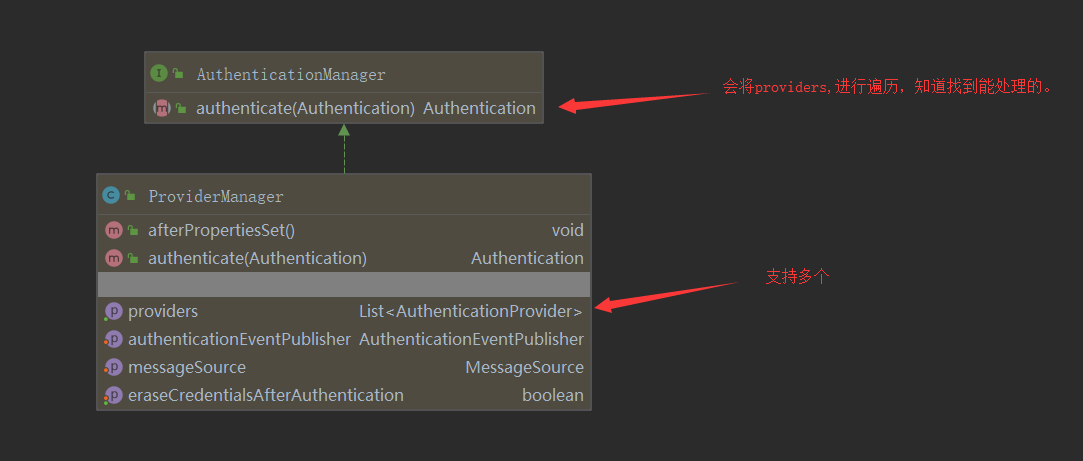 I AuthenticationManager
m authenticate(Authentication) Authentication
会将providers,进行遍历，知道找到能处理的。
C ProviderManager
m afterPropertiesSet() void
m authenticate(Authentication) Authentication
支持多个
p providers List<AuthenticationProvider>
p authenticationEventPublisher AuthenticationEventPublisher
p messageSource MessageSource
p eraseCredentialsAfterAuthentication boolean